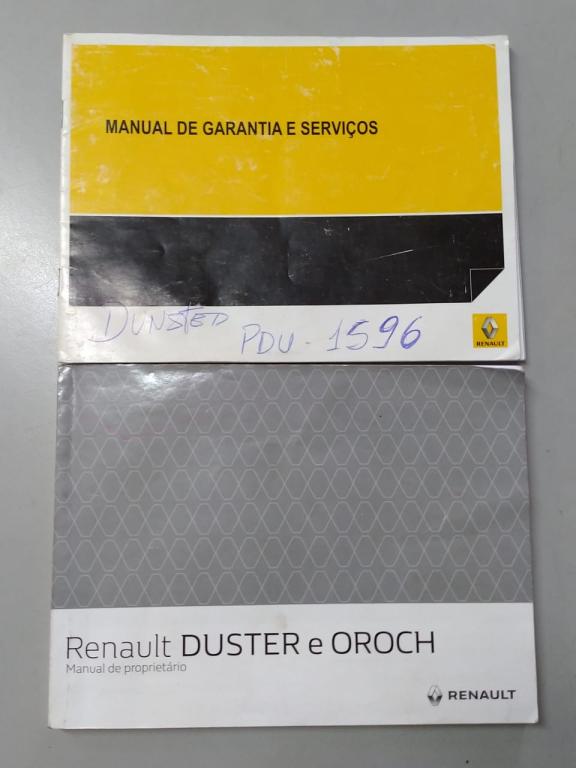 MANUAL DE GARANTIA E SERVIÇOS
DUNSTED PDU - 1596
RENAULT
Renault DUSTER e OROCH
Manual de proprietário
RENAULT